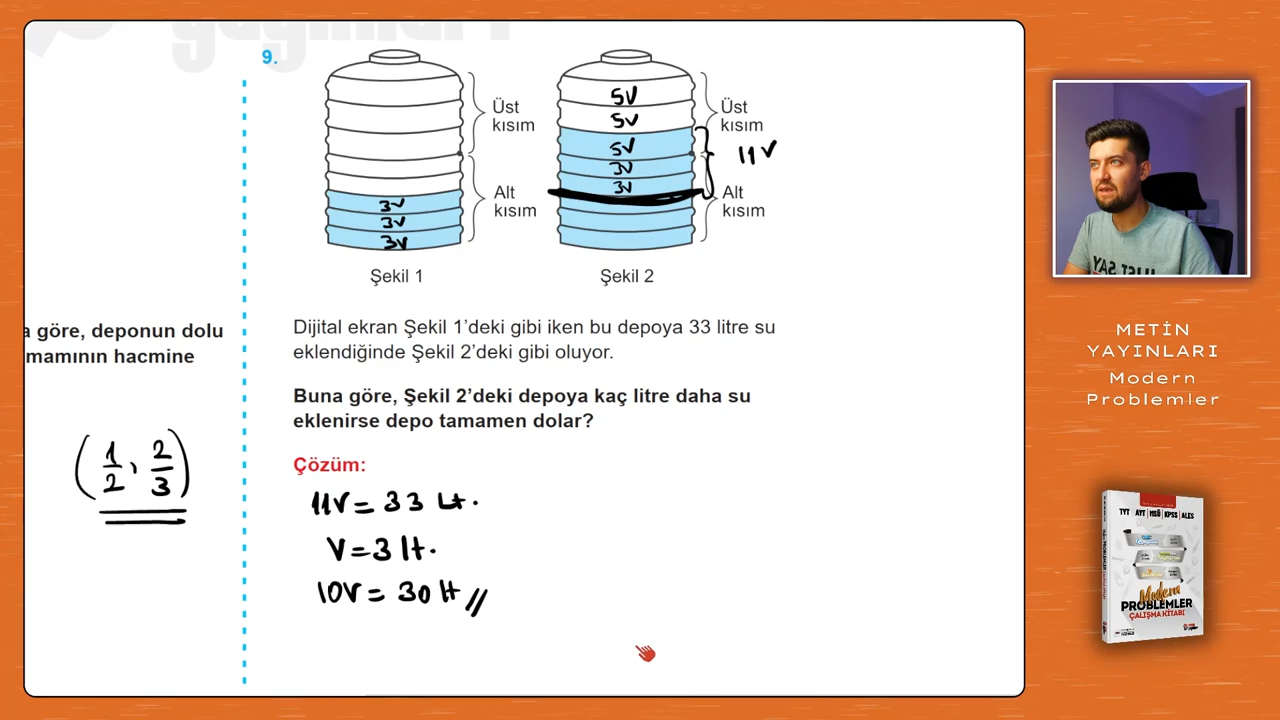 yayınları
9.
Üst
kısım
Alt
kısım
3V
3V
3V
Şekil 1
5V
5V
5V
3V
3V
Üst
kısım
11V
Alt
kısım
Şekil 2
Dijital ekran Şekil 1'deki gibi iken bu depoya 33 litre su
eklendiğinde Şekil 2'deki gibi oluyor.
Buna göre, Şekil 2'deki depoya kaç litre daha su
eklenirse depo tamamen dolar?
Çözüm:
11V = 33 Lt.
V = 3 lt.
10V = 30 lt //
a göre, deponun dolu
mamının hacmine
(1/2, 2/3)
METİN
YAYINLARI
Modern
Problemler
TYT AYT MSÜ KPSS ALES
Modern
PROBLEMLER
ÇALIŞMA KİTABI